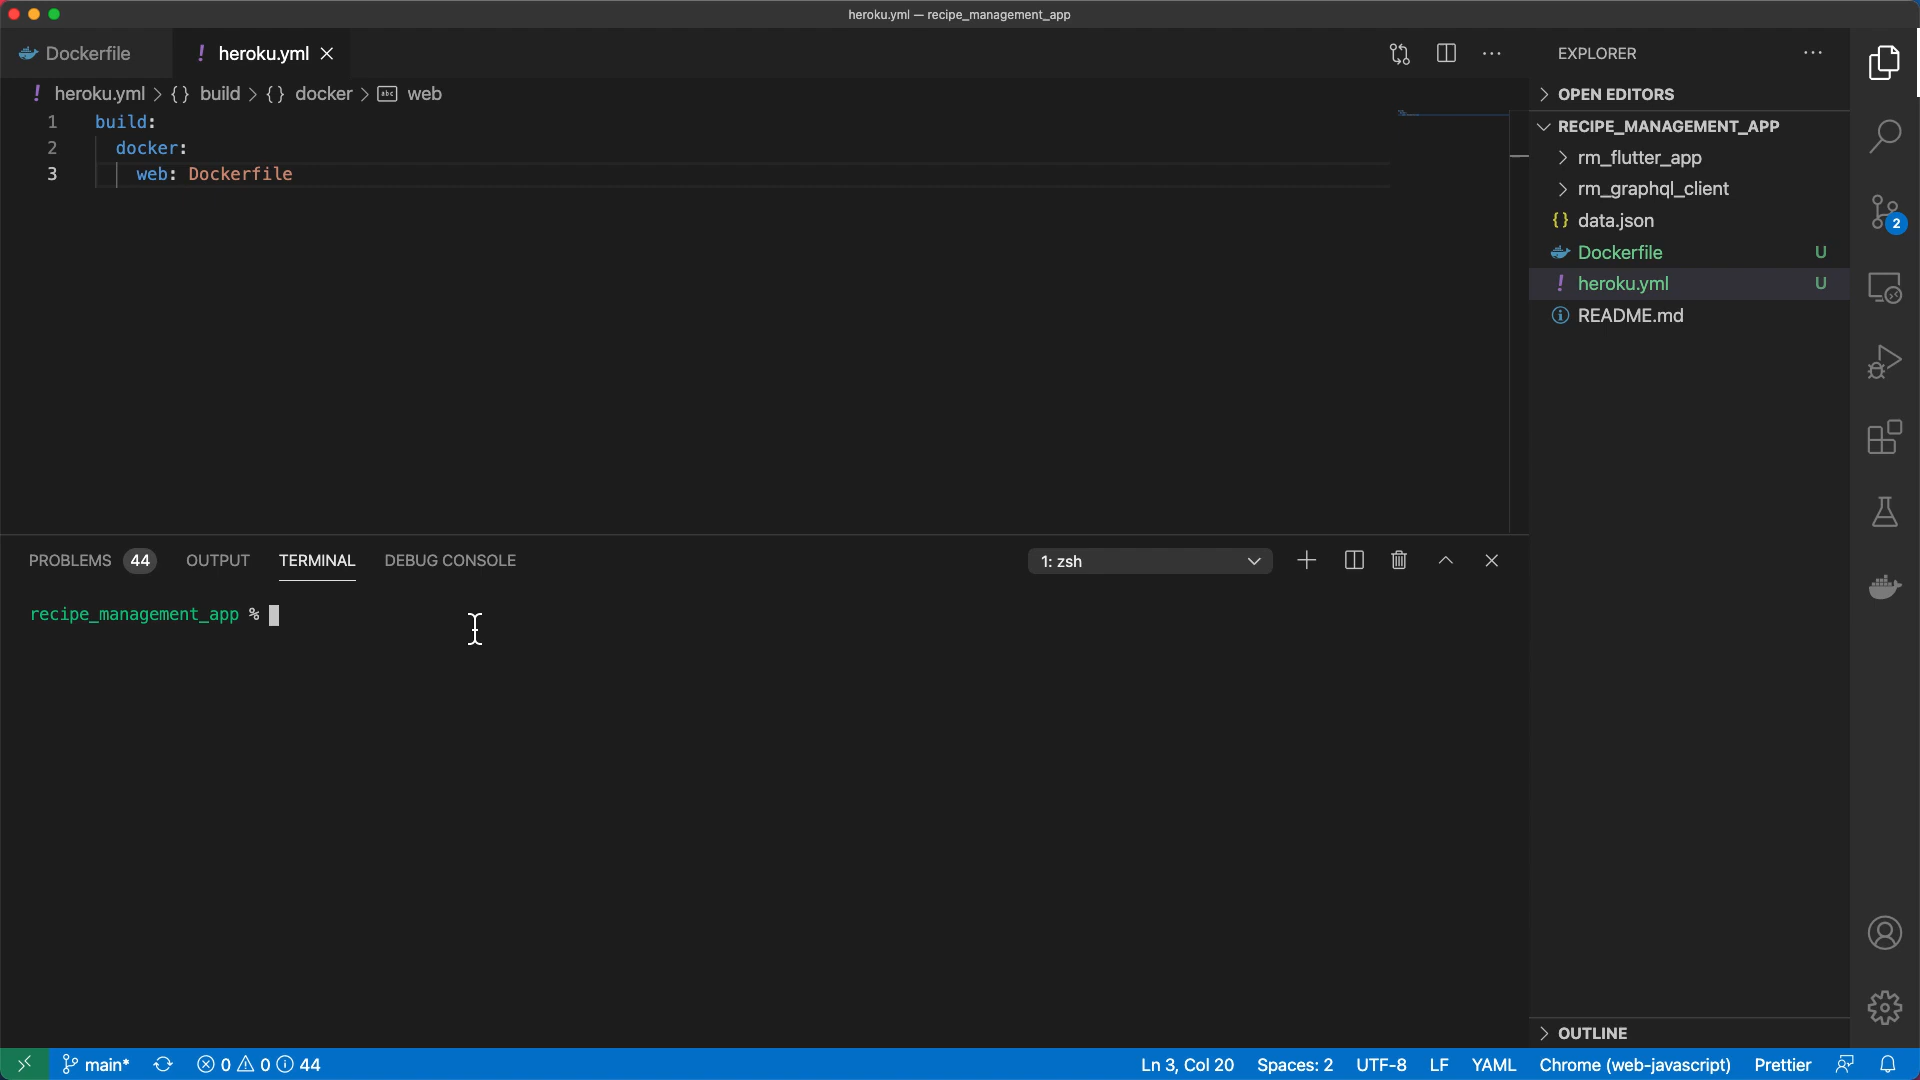 heroku.yml — recipe_management_app
Dockerfile
! heroku.yml
EXPLORER
! heroku.yml > {} build > {} docker > abc web
OPEN EDITORS
1 build:
2 docker:
3 web: Dockerfile
RECIPE_MANAGEMENT_APP
rm_flutter_app
rm_graphql_client
{} data.json
Dockerfile U
! heroku.yml U
README.md
2
PROBLEMS 44 OUTPUT TERMINAL DEBUG CONSOLE
1: zsh
recipe_management_app %
OUTLINE
main* 0 0 44
Ln 3, Col 20 Spaces: 2 UTF-8 LF YAML Chrome (web-javascript) Prettier